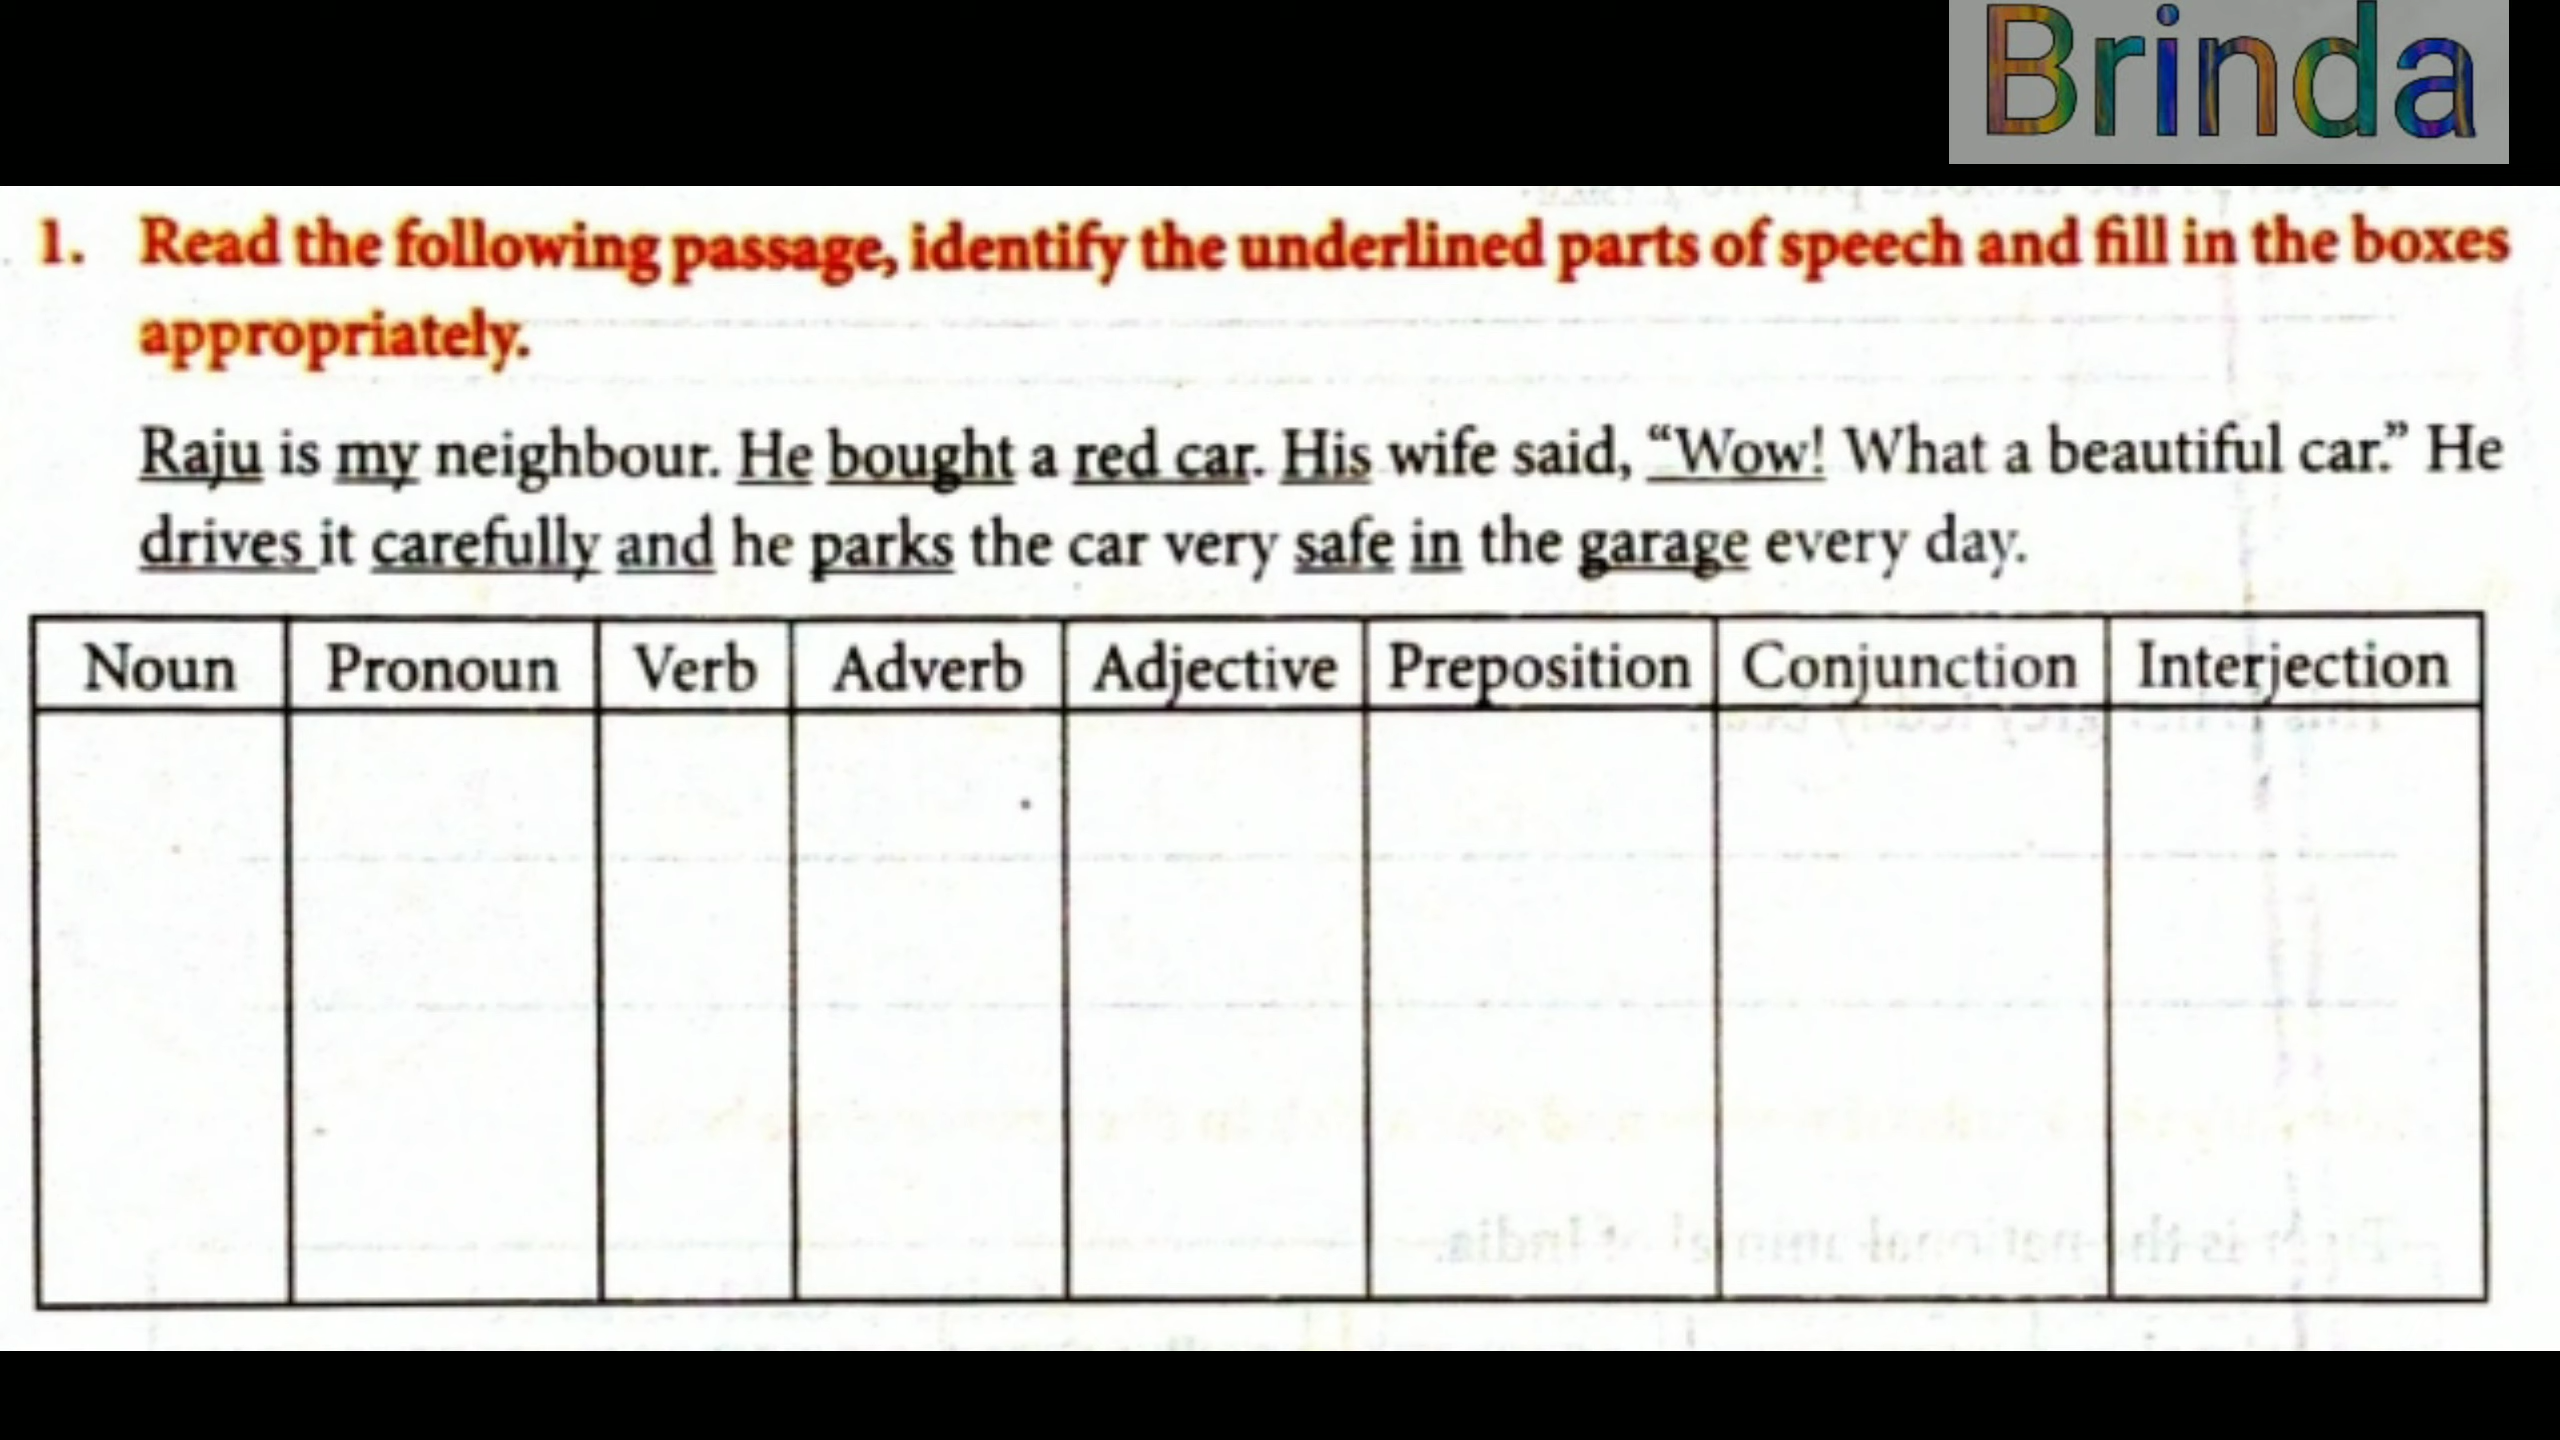 Brinda
1. Read the following passage, identify the underlined parts of speech and fill in the boxes
appropriately.
Raju is my neighbour. He bought a red car. His wife said, “Wow! What a beautiful car.” He
drives it carefully and he parks the car very safe in the garage every day.
Noun Pronoun Verb Adverb Adjective Preposition Conjunction Interjection